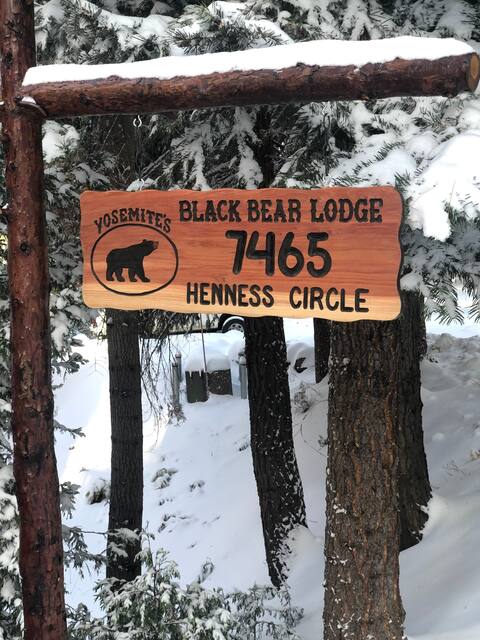 YOSEMITE'S
BLACK BEAR LODGE
7465
HENNESS CIRCLE